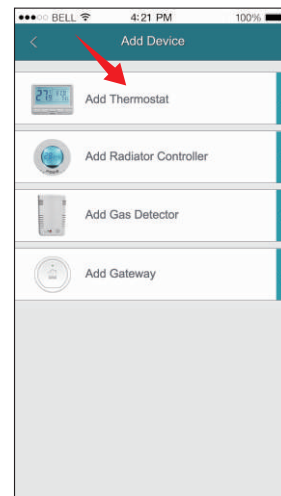 BELL 4:21 PM 100%
Add Device
Add Thermostat
Add Radiator Controller
Add Gas Detector
Add Gateway